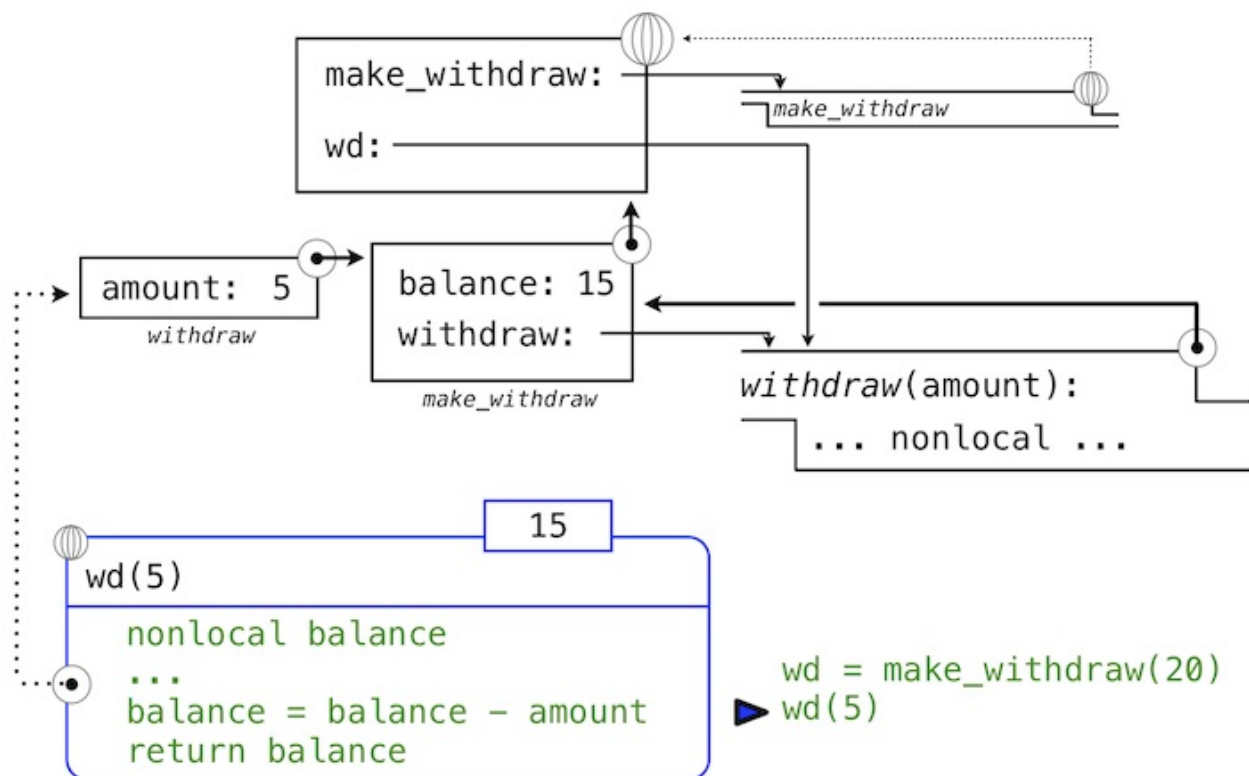 make_withdraw:
make_withdraw
wd:
amount: 5
withdraw
balance: 15
withdraw:
make_withdraw
withdraw(amount):
... nonlocal ...
15
wd(5)
nonlocal balance
...
balance = balance – amount
return balance
wd = make_withdraw(20)
wd(5)